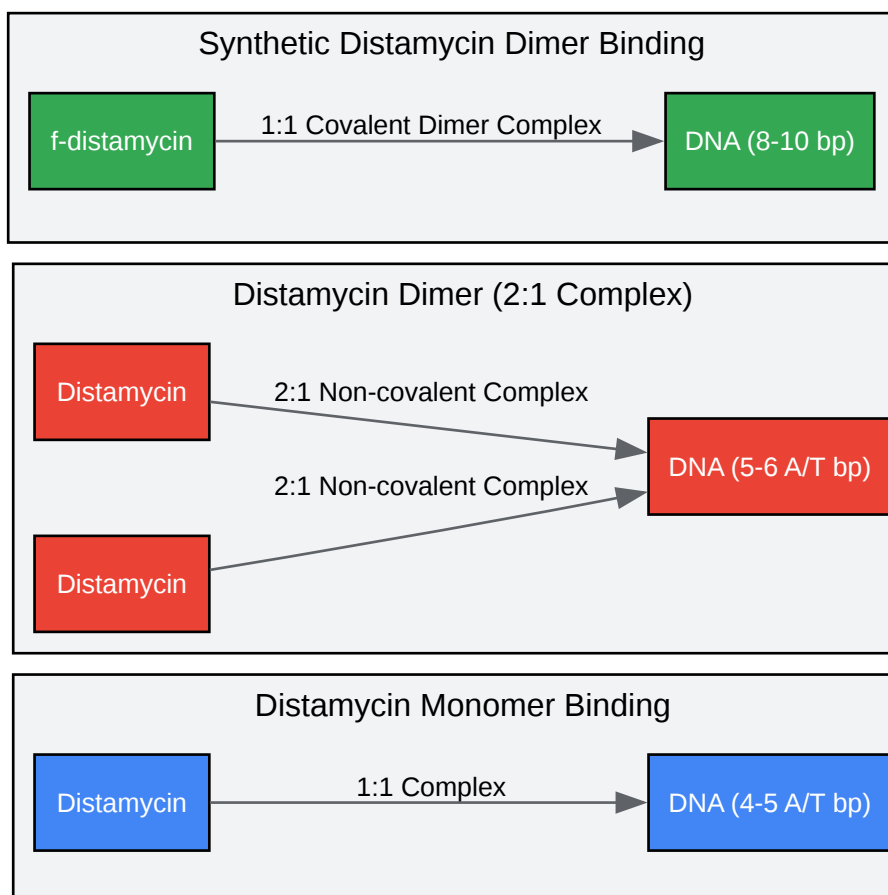 Synthetic Distamycin Dimer Binding
f-distamycin
1:1 Covalent Dimer Complex
DNA (8-10 bp)
Distamycin Dimer (2:1 Complex)
Distamycin
2:1 Non-covalent Complex
DNA (5-6 A/T bp)
2:1 Non-covalent Complex
Distamycin
Distamycin Monomer Binding
Distamycin
1:1 Complex
DNA (4-5 A/T bp)